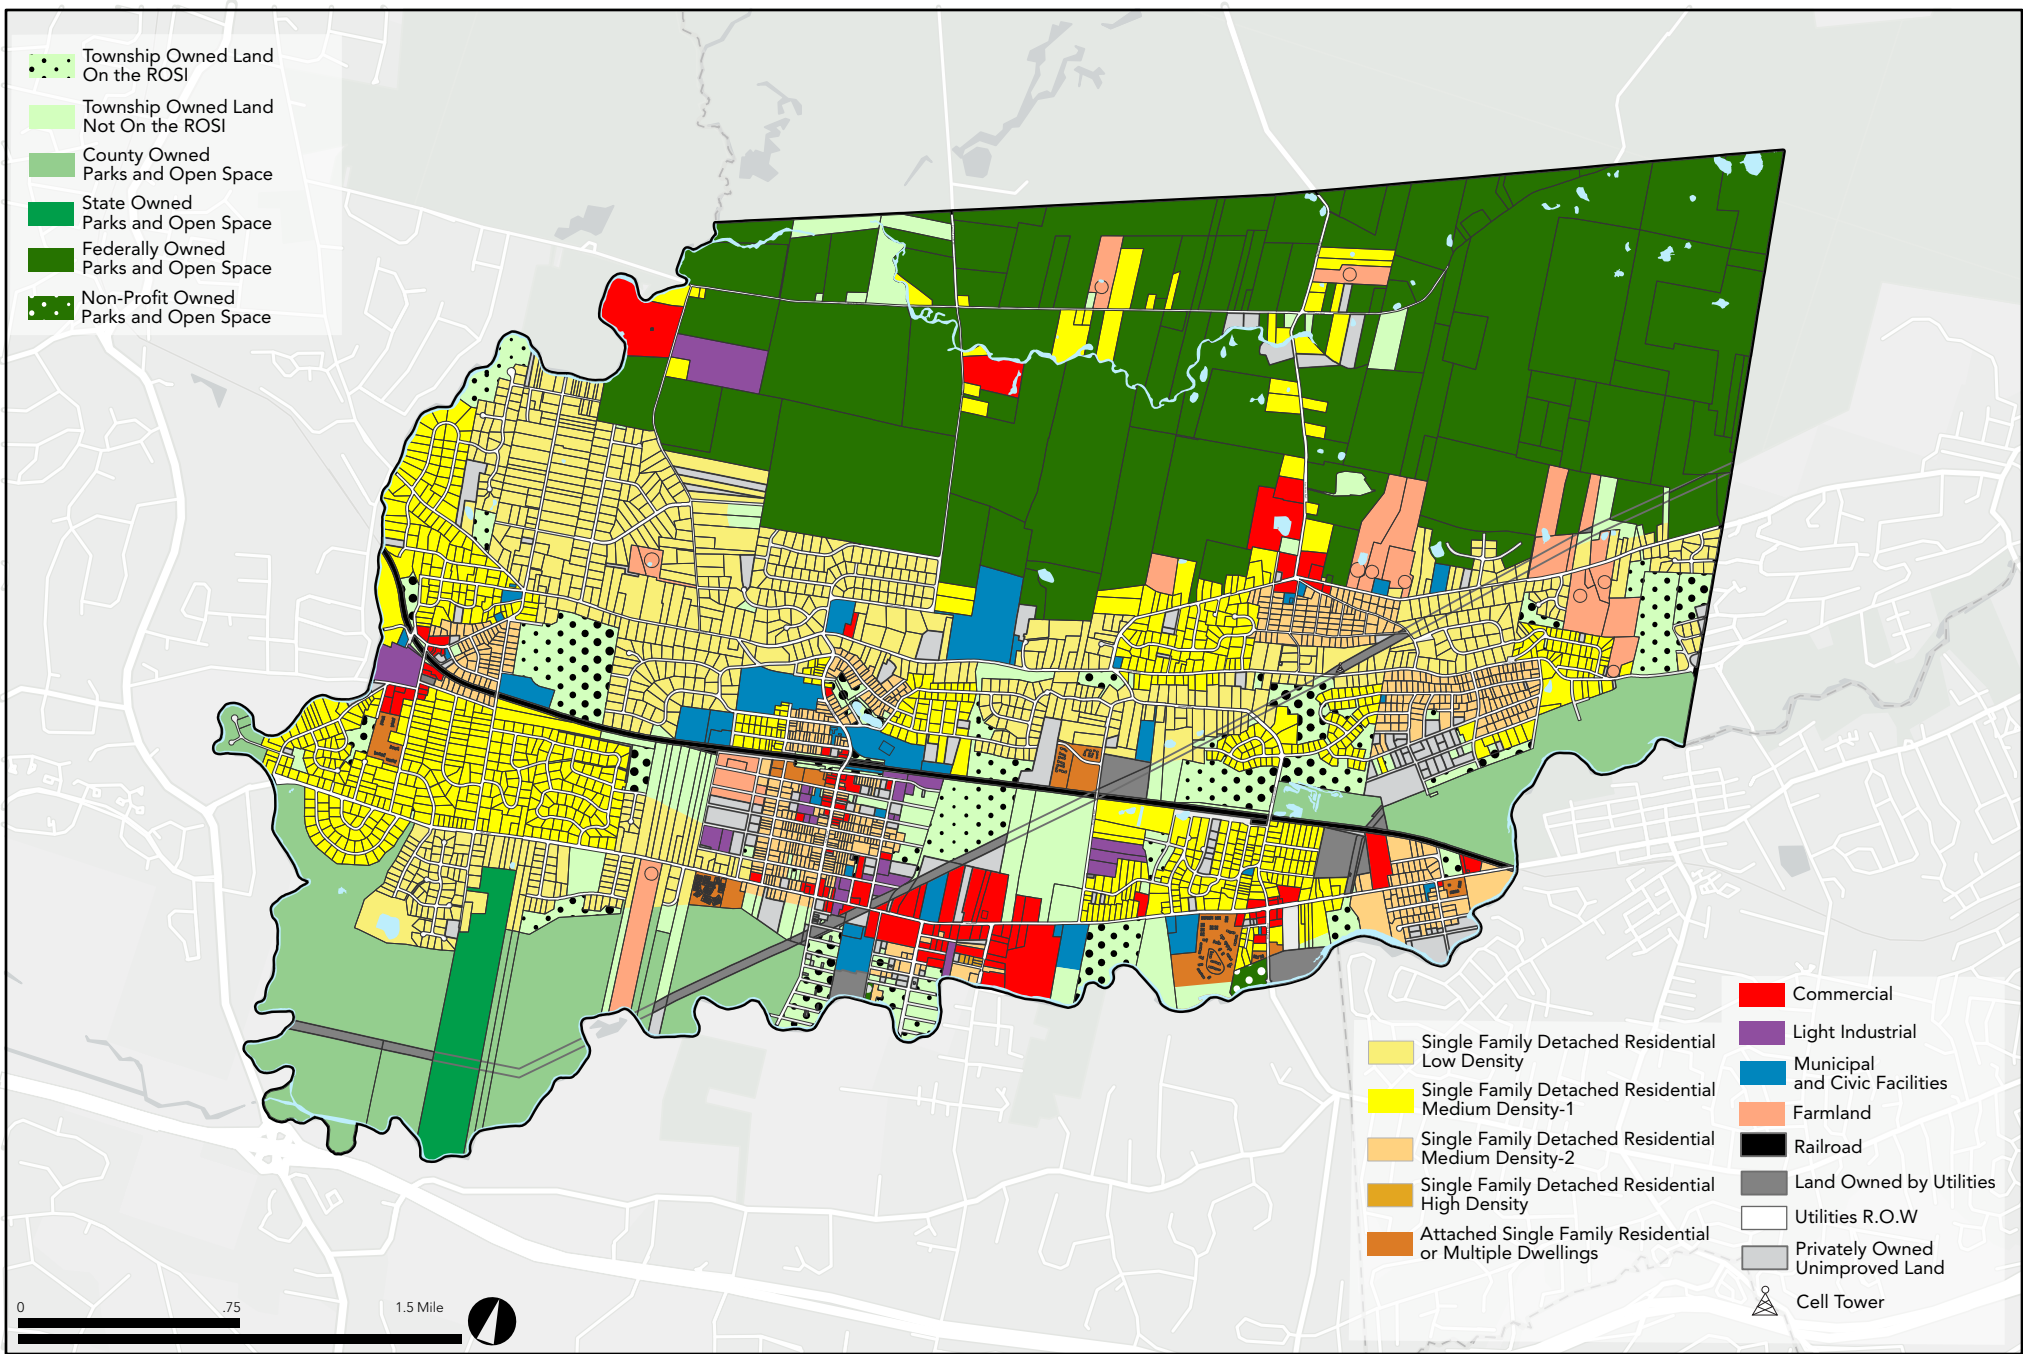 Township Owned Land
On the ROSI
Township Owned Land
Not On the ROSI
County Owned
Parks and Open Space
State Owned
Parks and Open Space
Federally Owned
Parks and Open Space
Non-Profit Owned
Parks and Open Space
Single Family Detached Residential
Low Density
Single Family Detached Residential
Medium Density-1
Single Family Detached Residential
Medium Density-2
Single Family Detached Residential
High Density
Attached Single Family Residential
or Multiple Dwellings
Commercial
Light Industrial
Municipal
and Civic Facilities
Farmland
Railroad
Land Owned by Utilities
Utilities R.O.W
Privately Owned
Unimproved Land
Cell Tower
0 .75 1.5 Mile